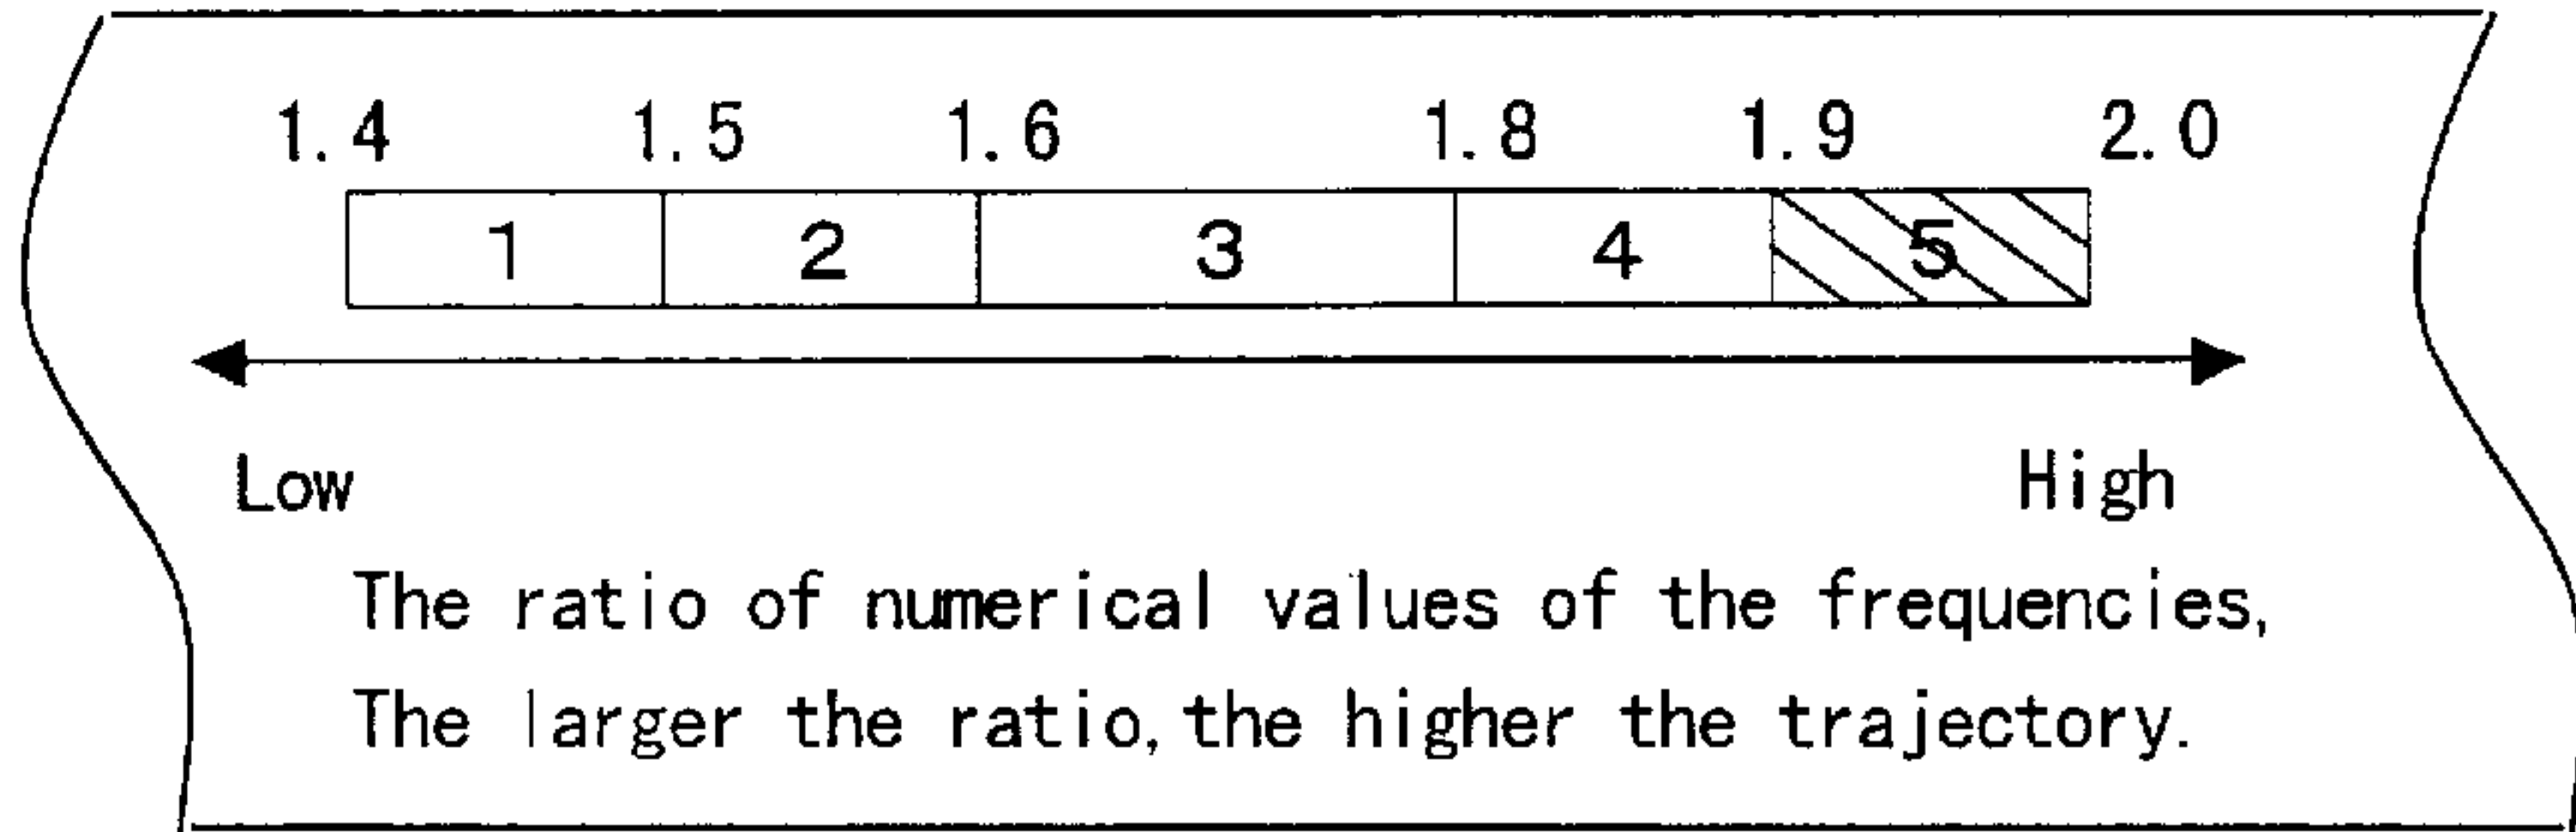 1.4 1.5 1.6 1.8 1.9 2.0
1 2 3 4 5
Low High
The ratio of numerical values of the frequencies,
The larger the ratio, the higher the trajectory.